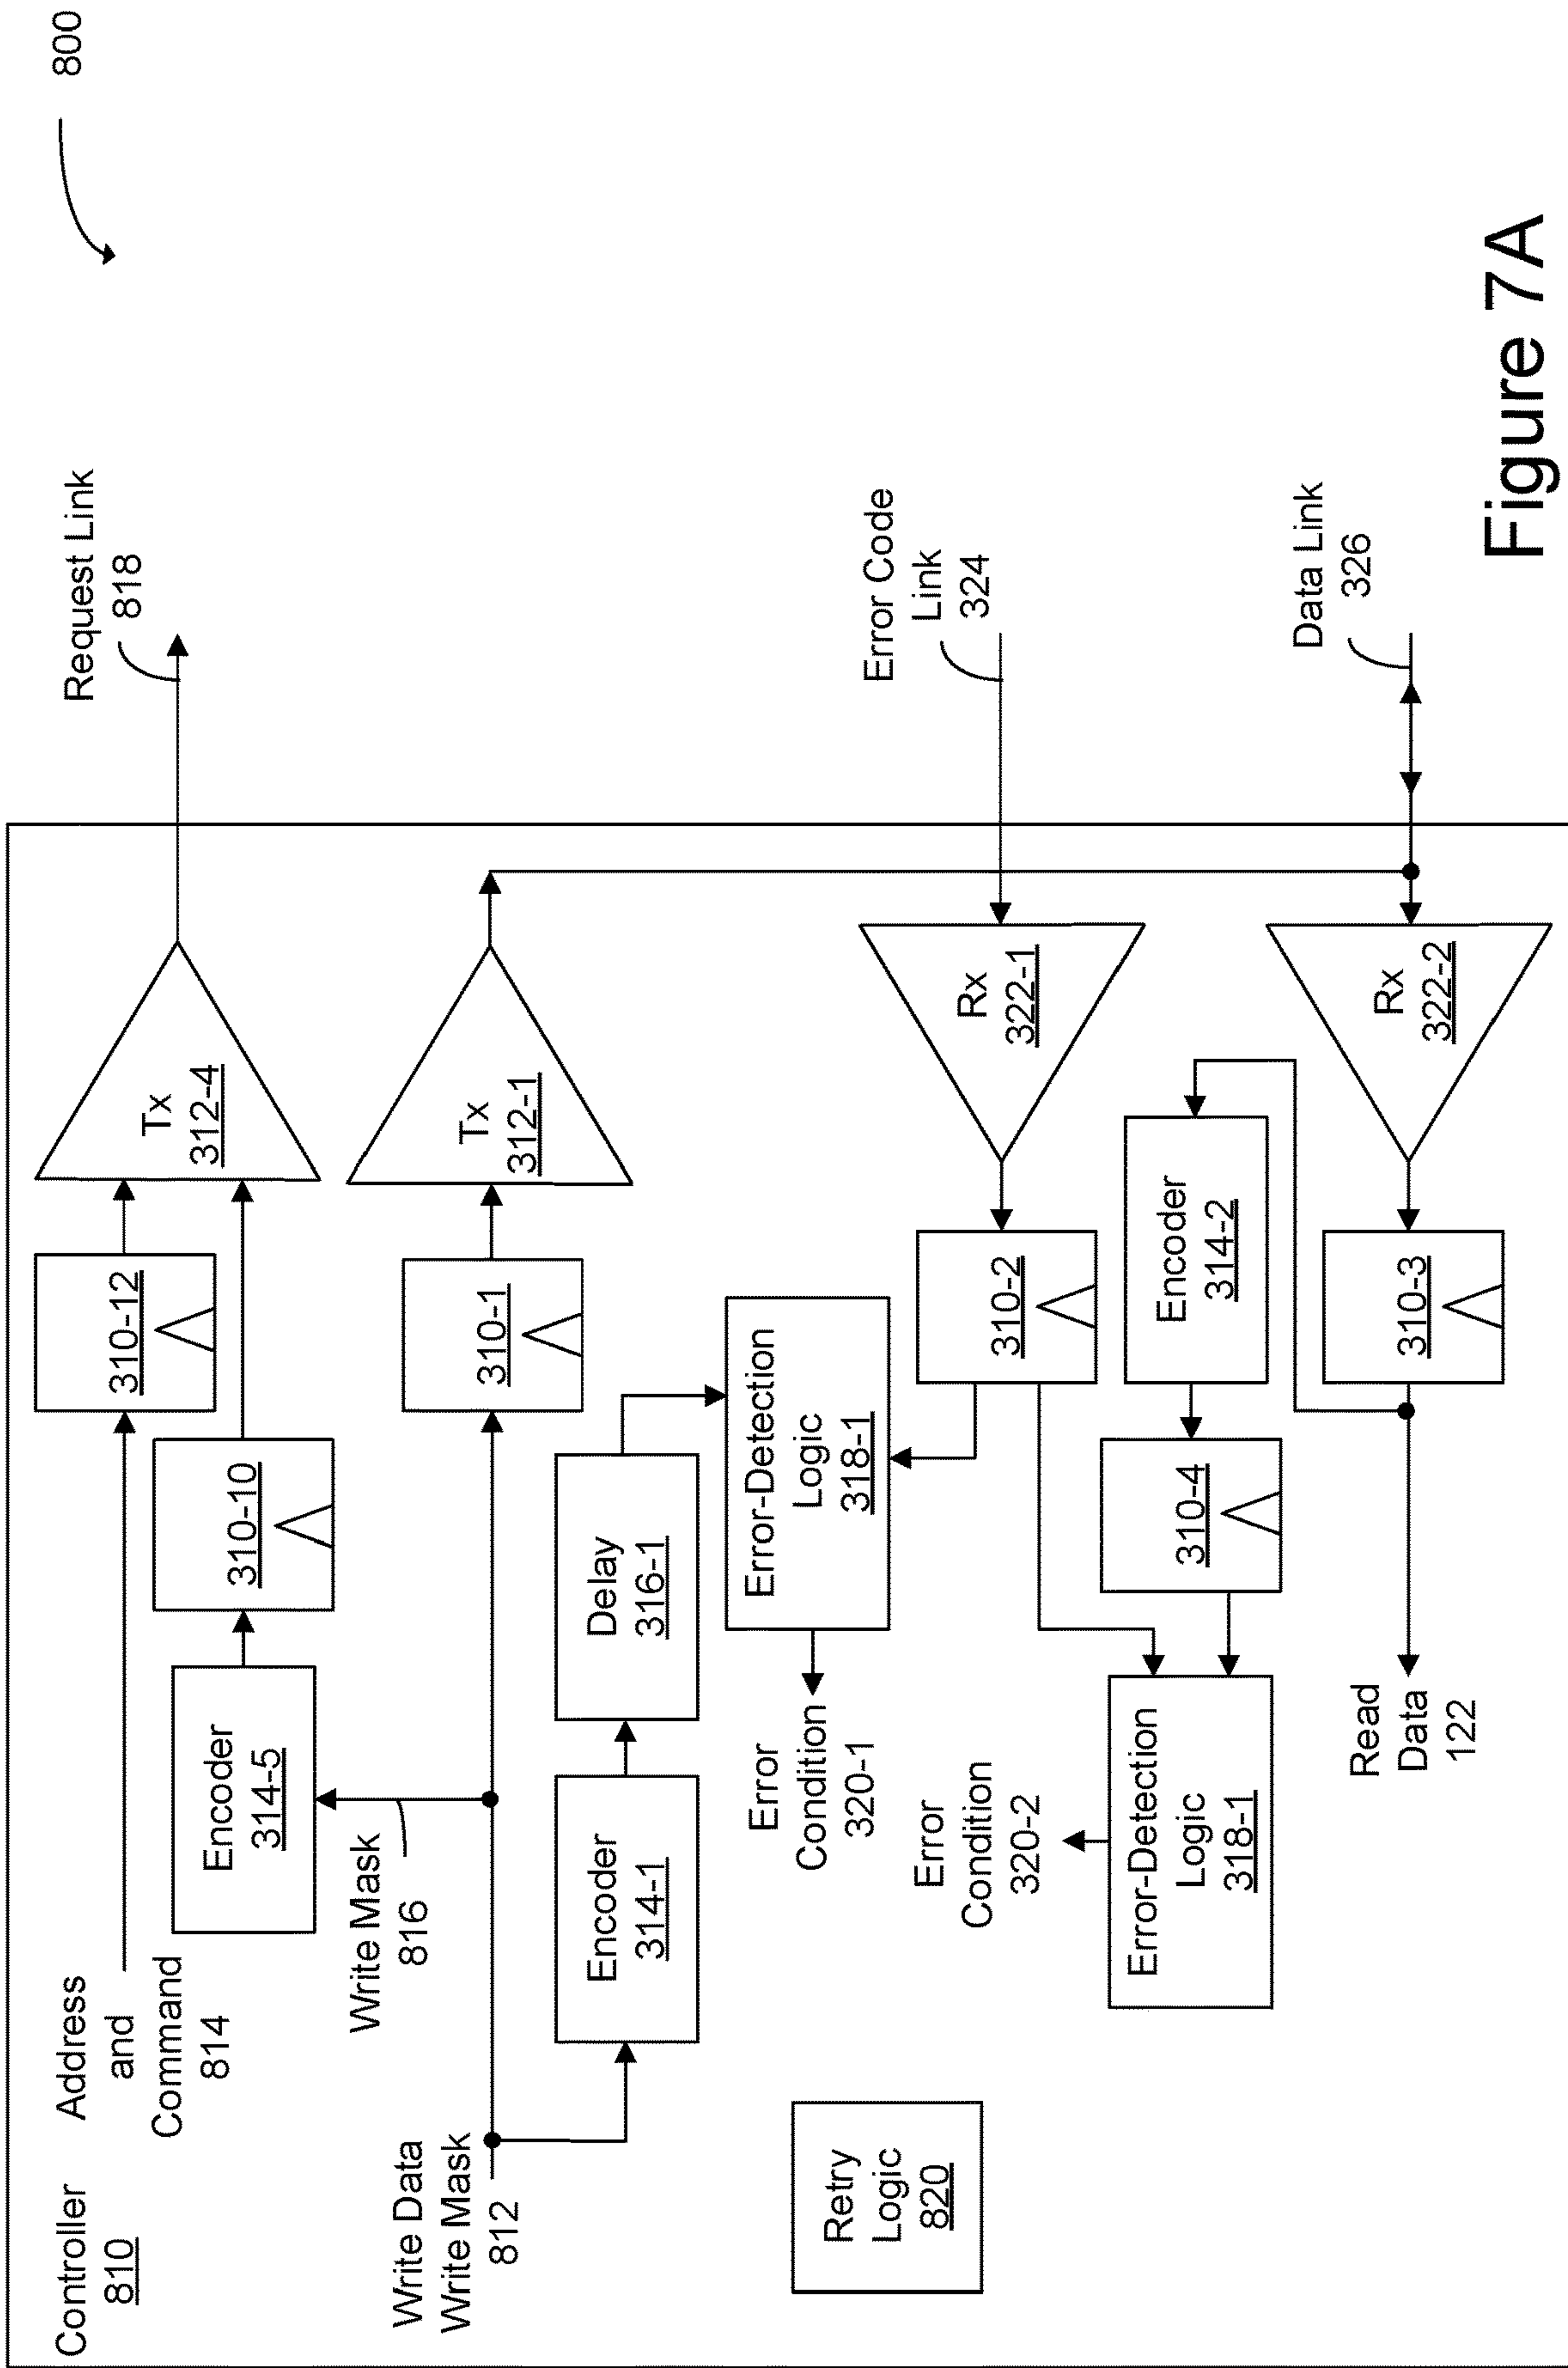 800
Controller
810
Address
and
Command
814
Request Link
818
310-12
Tx
312-4
Encoder
314-5
310-10
Write Mask
816
Write Data
Write Mask
812
310-1
Tx
312-1
Encoder
314-1
Delay
316-1
Error-Detection
Logic
318-1
Error
Condition
320-1
Retry
Logic
820
Error Code
Link
324
Rx
322-1
310-2
Error
Condition
320-2
Error-Detection
Logic
318-1
310-4
Encoder
314-2
Data Link
326
Rx
322-2
310-3
Read
Data
122
Figure 7A